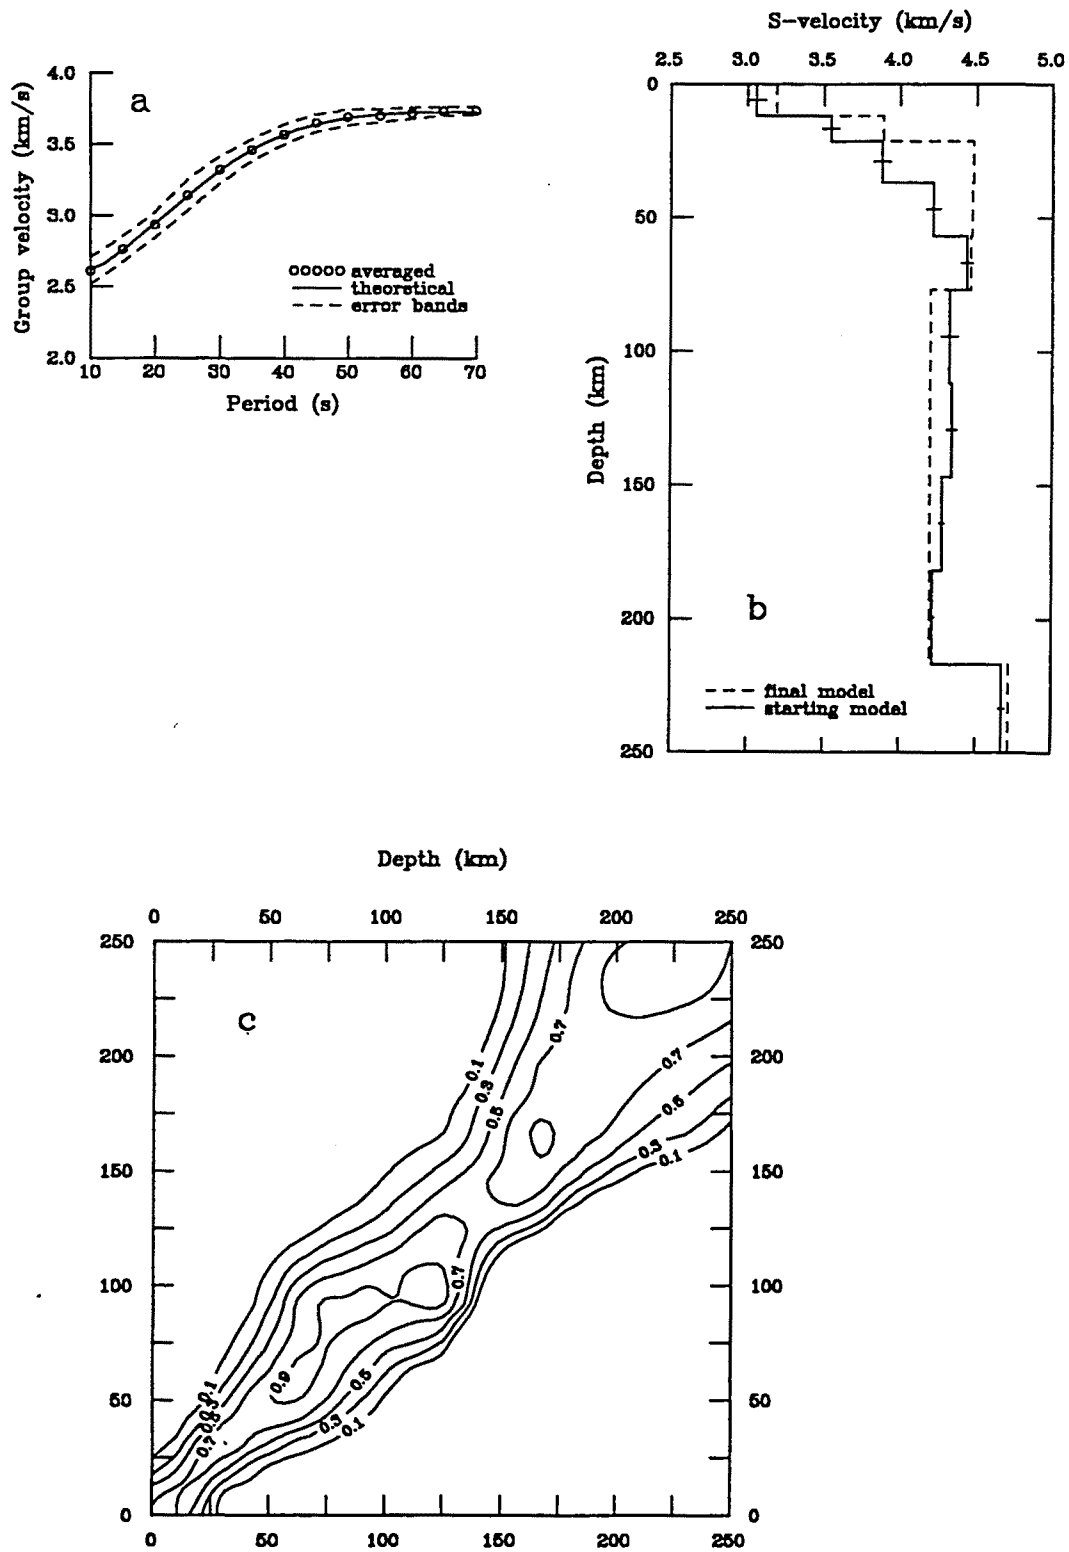 a
Group velocity (km/s)
4.0
3.5
3.0
2.5
2.0
10 20 30 40 50 60 70
Period (s)
averaged
theoretical
error bands
S-velocity (km/s)
2.5 3.0 3.5 4.0 4.5 5.0
Depth (km)
0
50
100
150
200
250
b
final model
starting model
Depth (km)
0 50 100 150 200 250
250 250
c
200 200
150 150
100 100
50 50
0 0
0 50 100 150 200 250
0.1
0.3
0.5
0.7
0.7
0.5
0.3
0.1
0.7
0.9
0.5
0.3
0.1
0.1
0.3
0.5
0.7